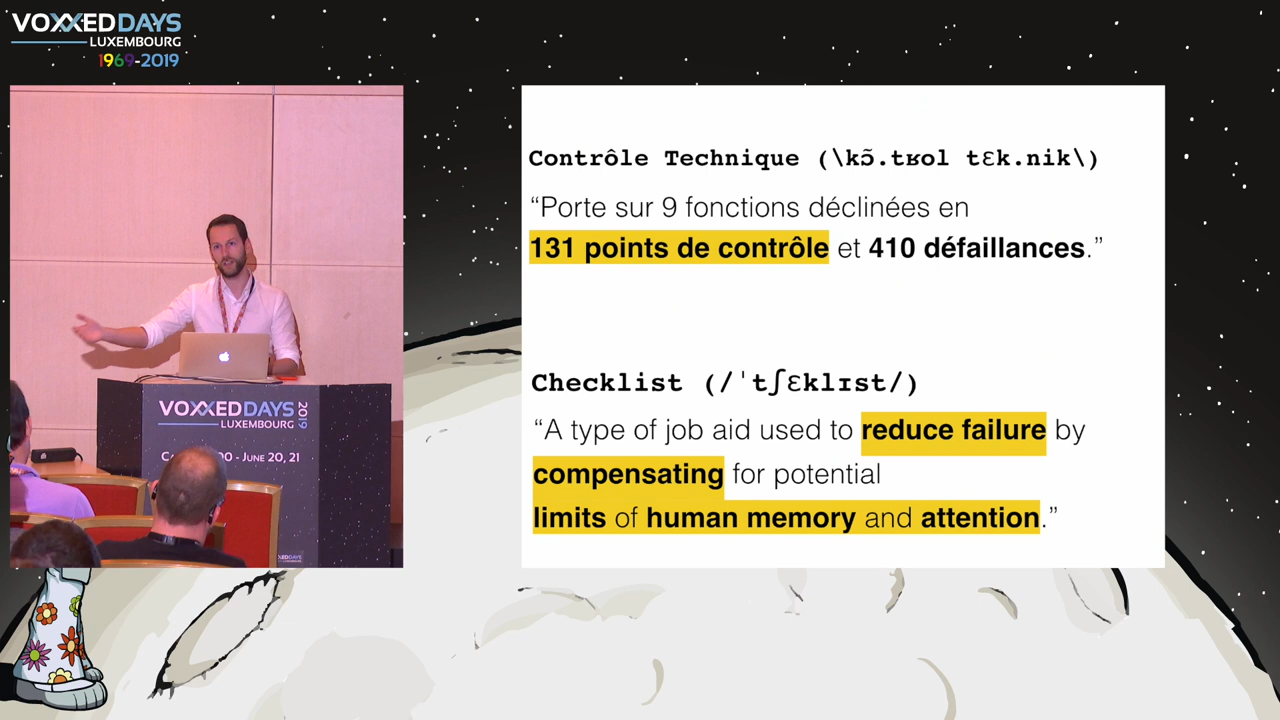 VOXXEDDAYS
LUXEMBOURG
1969-2019
Contrôle Technique (\kɔ̃.tʁol tɛk.nik\)
“Porte sur 9 fonctions déclinées en
131 points de contrôle et 410 défaillances.”
Checklist (/ˈtʃɛklɪst/)
“A type of job aid used to reduce failure by
compensating for potential
limits of human memory and attention.”
VOXXEDDAYS
LUXEMBOURG
2019
JUNE 20, 21
XEDDAYS